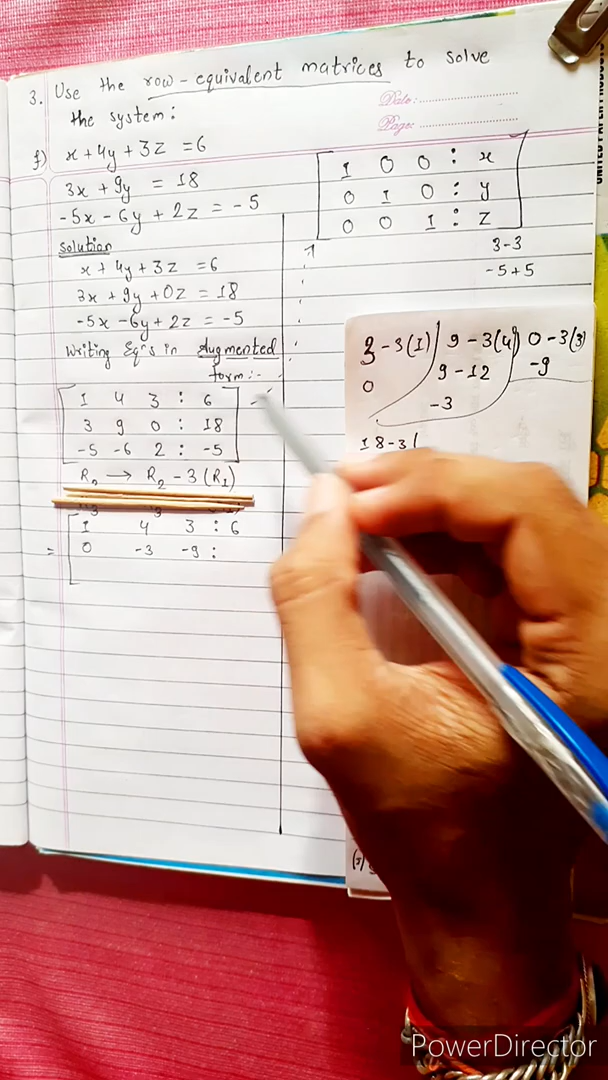 3. Use the row-equivalent matrices to solve
the system:
Date:
Page:
f) x + 4y + 3z = 6
3x + 9y = 18
-5x - 6y + 2z = -5
Solution
x + 4y + 3z = 6
3x + 9y + 0z = 18
-5x - 6y + 2z = -5
Writing Eqns in Augmented
form:-
1 4 3 : 6
3 9 0 : 18
-5 -6 2 : -5
R2 → R2 - 3(R1)
1 4 3 : 6
= 0 -3 -9 :
1 0 0 : x
0 1 0 : y
0 0 1 : z
3-3
-5+5
3-3(1) 9-3(4) 0-3(3)
0 9-12 -9
-3
18-3(
PowerDirector